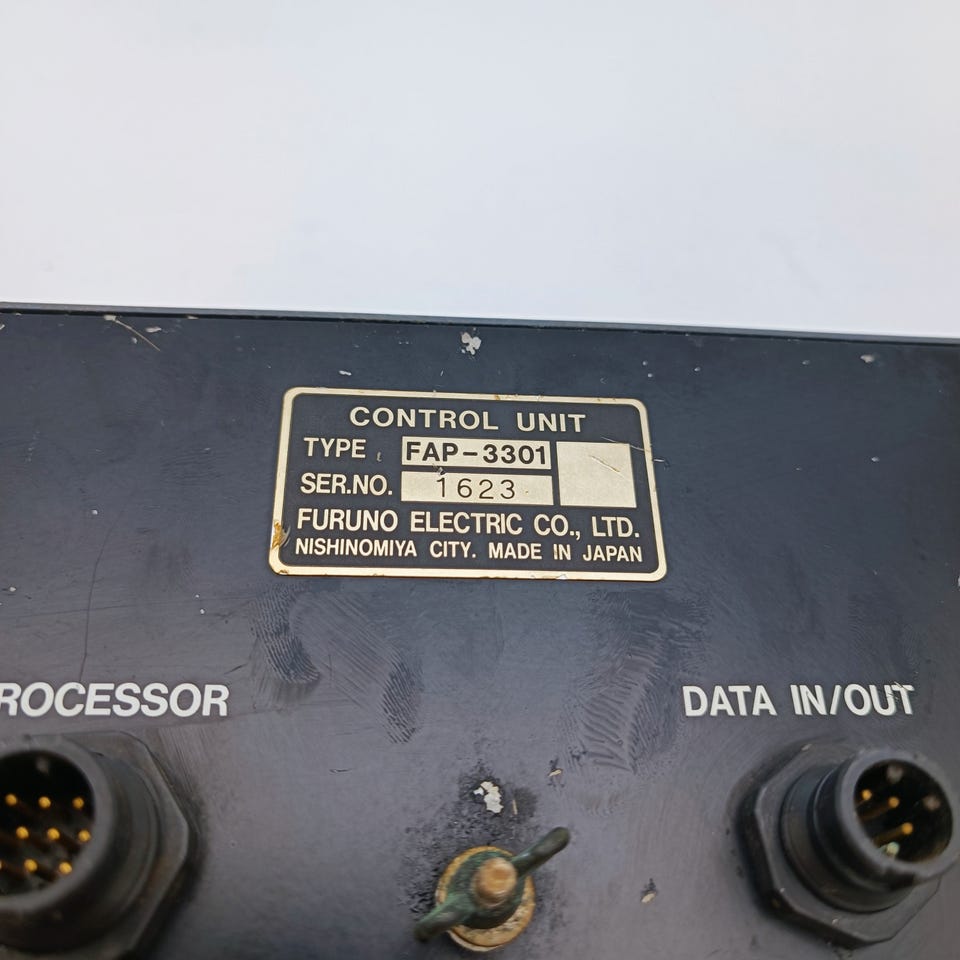 CONTROL UNIT
TYPE FAP-3301
SER.NO. 1623
FURUNO ELECTRIC CO., LTD.
NISHINOMIYA CITY. MADE IN JAPAN
ROCESSOR
DATA IN/OUT